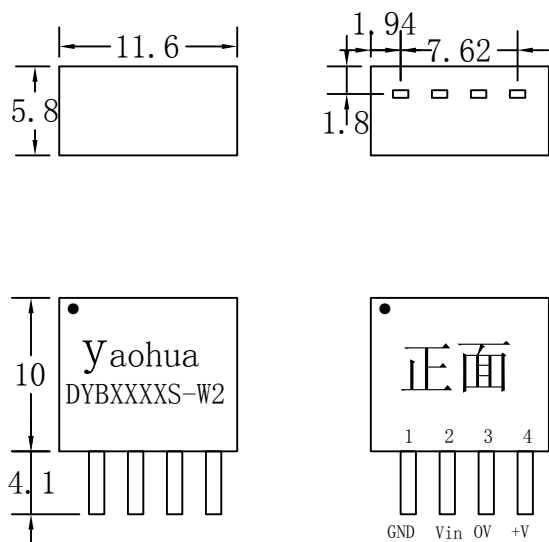 11.6
5.8
1.94
7.62
1.8
10
4.1
yaohua
DYBXXXXS-W2
正面
1 2 3 4
GND Vin 0V +V